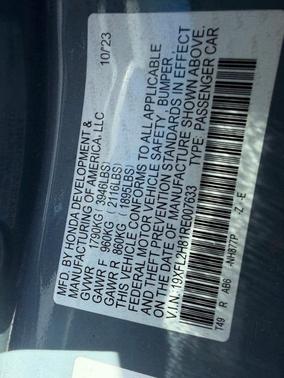 MFD. BY HONDA DEVELOPMENT & 10/23
MANUFACTURING OF AMERICA, LLC
GVWR 1790KG (3946LBS)
GAWR F 960KG (2116LBS)
GAWR R 860KG (1895LBS)
THIS VEHICLE CONFORMS TO ALL APPLICABLE
FEDERAL MOTOR VEHICLE SAFETY, BUMPER,
AND THEFT PREVENTION STANDARDS IN EFFECT
ON THE DATE OF MANUFACTURE SHOWN ABOVE.
V.I.N.: 19XFL2H81RE007633 TYPE: PASSENGER CAR
T49 R AB6 NH877P Z E